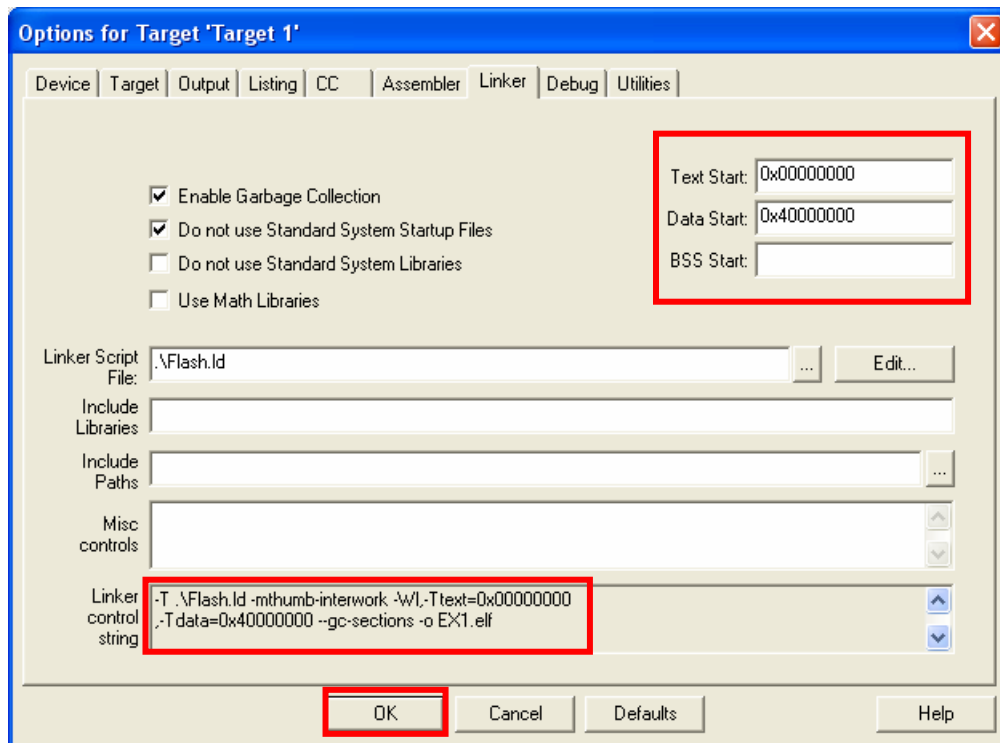 Options for Target 'Target 1'
Device Target Output Listing CC Assembler Linker Debug Utilities
Text Start: 0x00000000
Enable Garbage Collection
Data Start: 0x40000000
Do not use Standard System Startup Files
Do not use Standard System Libraries
BSS Start:
Use Math Libraries
Linker Script
File:
.\Flash.ld
...
Edit...
Include
Libraries
Include
Paths
...
Misc
controls
Linker
control
string
-T .\Flash.ld -mthumb-interwork -Wl,-Ttext=0x00000000
,-Tdata=0x40000000 --gc-sections -o EX1.elf
OK Cancel Defaults Help